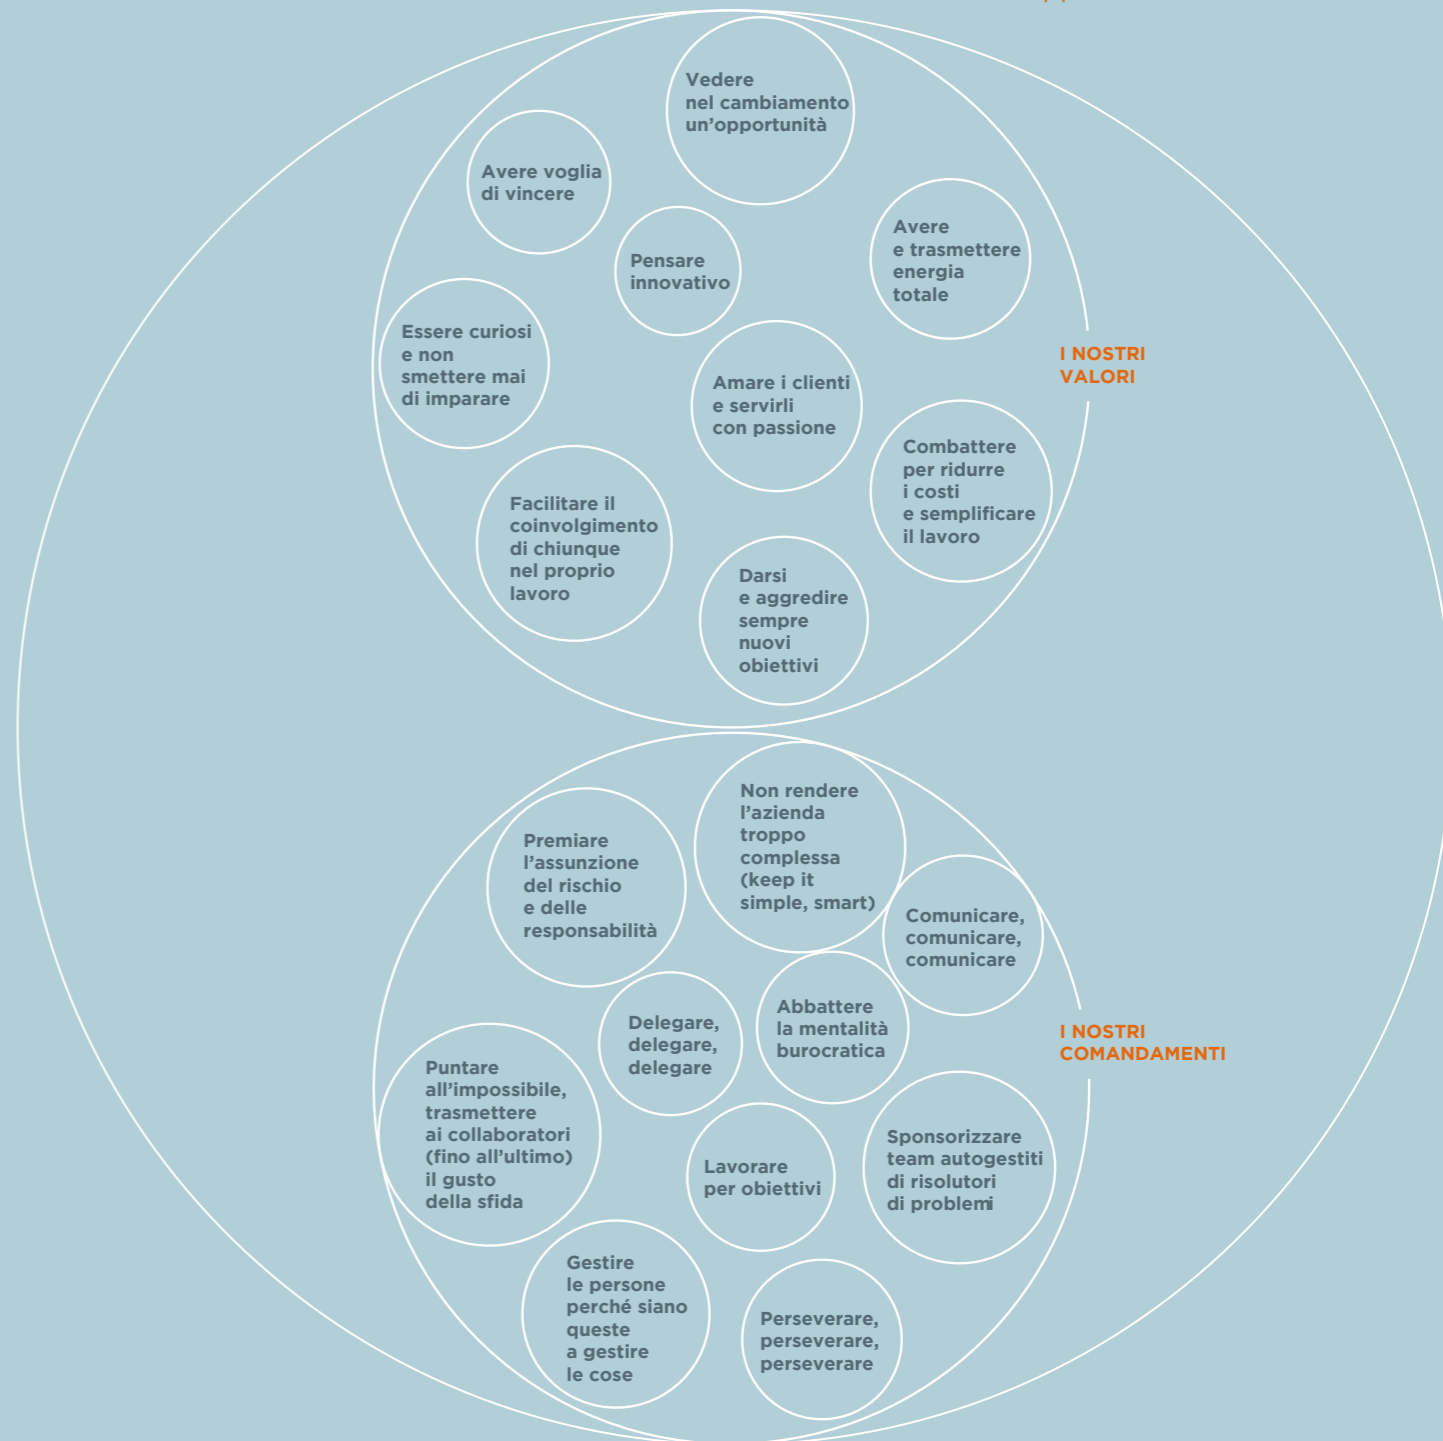 Vedere
nel cambiamento
un’opportunità
Avere voglia
di vincere
Pensare
innovativo
Avere
e trasmettere
energia
totale
Essere curiosi
e non
smettere mai
di imparare
Amare i clienti
e servirli
con passione
I NOSTRI
VALORI
Combattere
per ridurre
i costi
e semplificare
il lavoro
Facilitare il
coinvolgimento
di chiunque
nel proprio
lavoro
Darsi
e aggredire
sempre
nuovi
obiettivi
Non rendere
l’azienda
troppo
complessa
(keep it
simple, smart)
Premiare
l’assunzione
del rischio
e delle
responsabilità
Comunicare,
comunicare,
comunicare
Delegare,
delegare,
delegare
Abbattere
la mentalità
burocratica
I NOSTRI
COMANDAMENTI
Puntare
all’impossibile,
trasmettere
ai collaboratori
(fino all’ultimo)
il gusto
della sfida
Lavorare
per obiettivi
Sponsorizzare
team autogestiti
di risolutori
di problemi
Gestire
le persone
perché siano
queste
a gestire
le cose
Perseverare,
perseverare,
perseverare